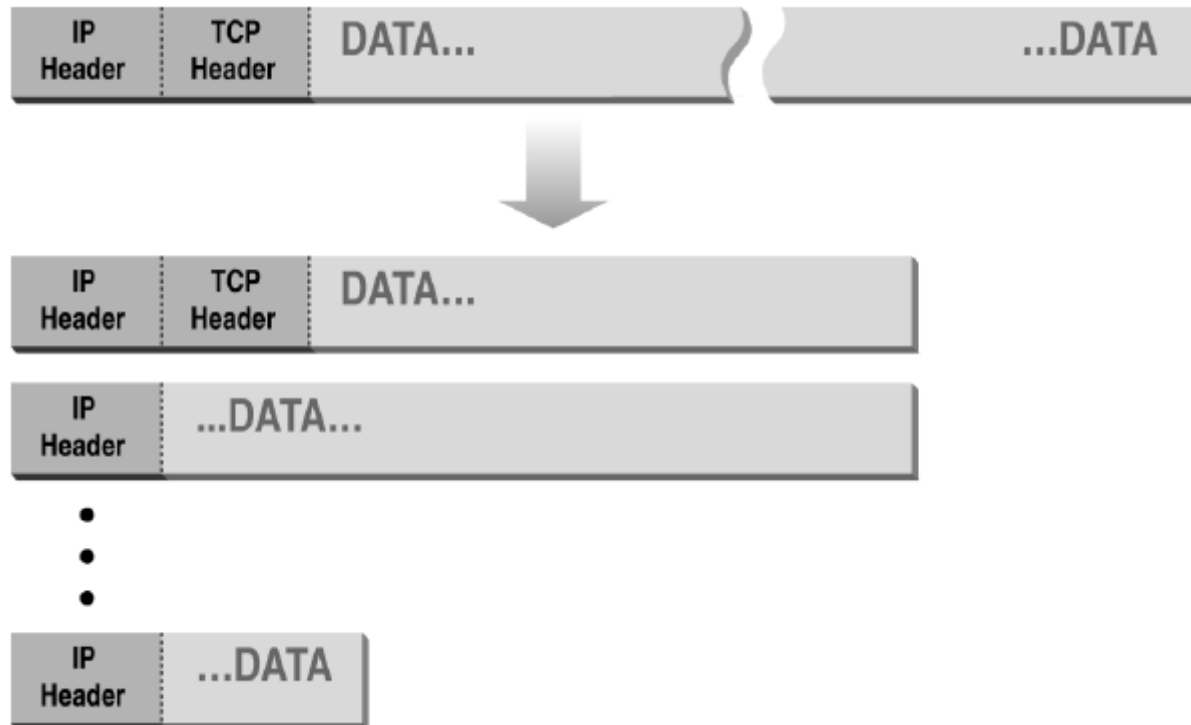 IP Header TCP Header DATA... ...DATA
IP Header TCP Header DATA...
IP Header ...DATA...
IP Header ...DATA